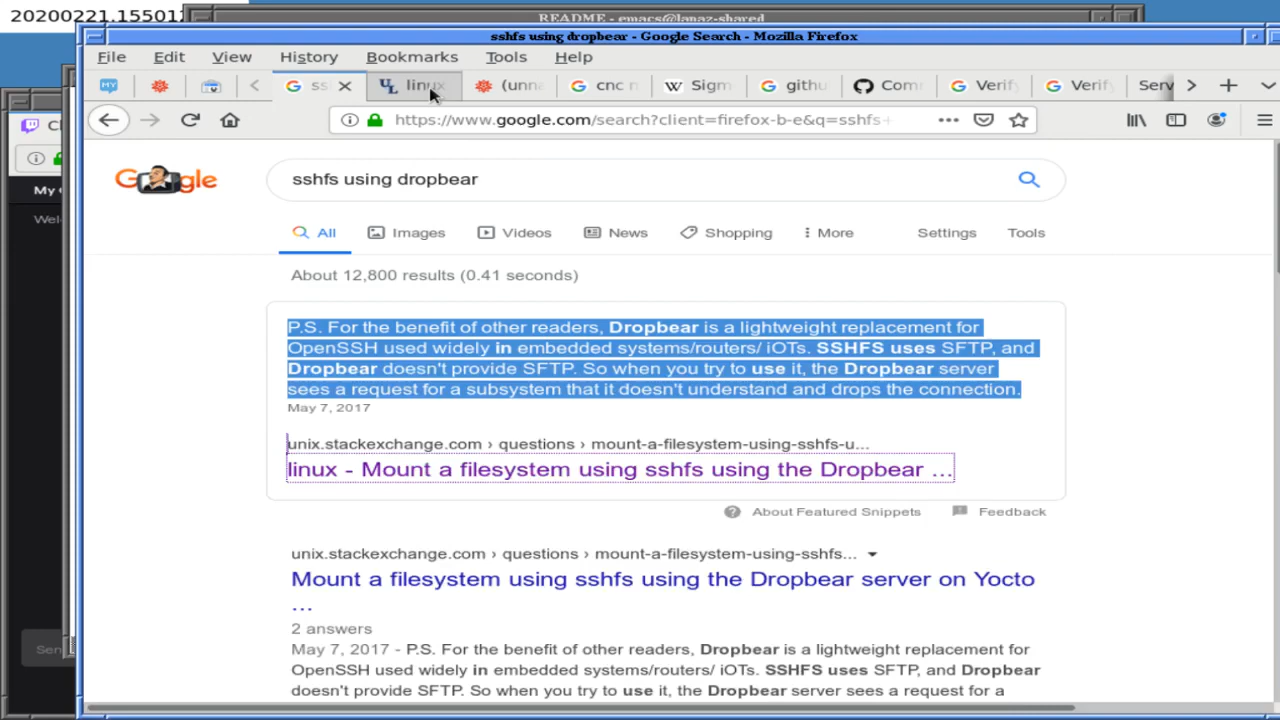 20200221.15501
README - emacs@lanaz-shared
sshfs using dropbear - Google Search - Mozilla Firefox
File Edit View History Bookmarks Tools Help
ss linux (unna cnc n Sigm githu Com Verify Verify Serv
https://www.google.com/search?client=firefox-b-e&q=sshfs+
My
Wel
Sen
Google
sshfs using dropbear
All Images Videos News Shopping More Settings Tools
About 12,800 results (0.41 seconds)
P.S. For the benefit of other readers, Dropbear is a lightweight replacement for
OpenSSH used widely in embedded systems/routers/ iOTs. SSHFS uses SFTP, and
Dropbear doesn't provide SFTP. So when you try to use it, the Dropbear server
sees a request for a subsystem that it doesn't understand and drops the connection.
May 7, 2017
unix.stackexchange.com › questions › mount-a-filesystem-using-sshfs-u...
linux - Mount a filesystem using sshfs using the Dropbear ...
About Featured Snippets Feedback
unix.stackexchange.com › questions › mount-a-filesystem-using-sshfs...
Mount a filesystem using sshfs using the Dropbear server on Yocto
...
2 answers
May 7, 2017 - P.S. For the benefit of other readers, Dropbear is a lightweight replacement for
OpenSSH used widely in embedded systems/routers/ iOTs. SSHFS uses SFTP, and Dropbear
doesn't provide SFTP. So when you try to use it, the Dropbear server sees a request for a